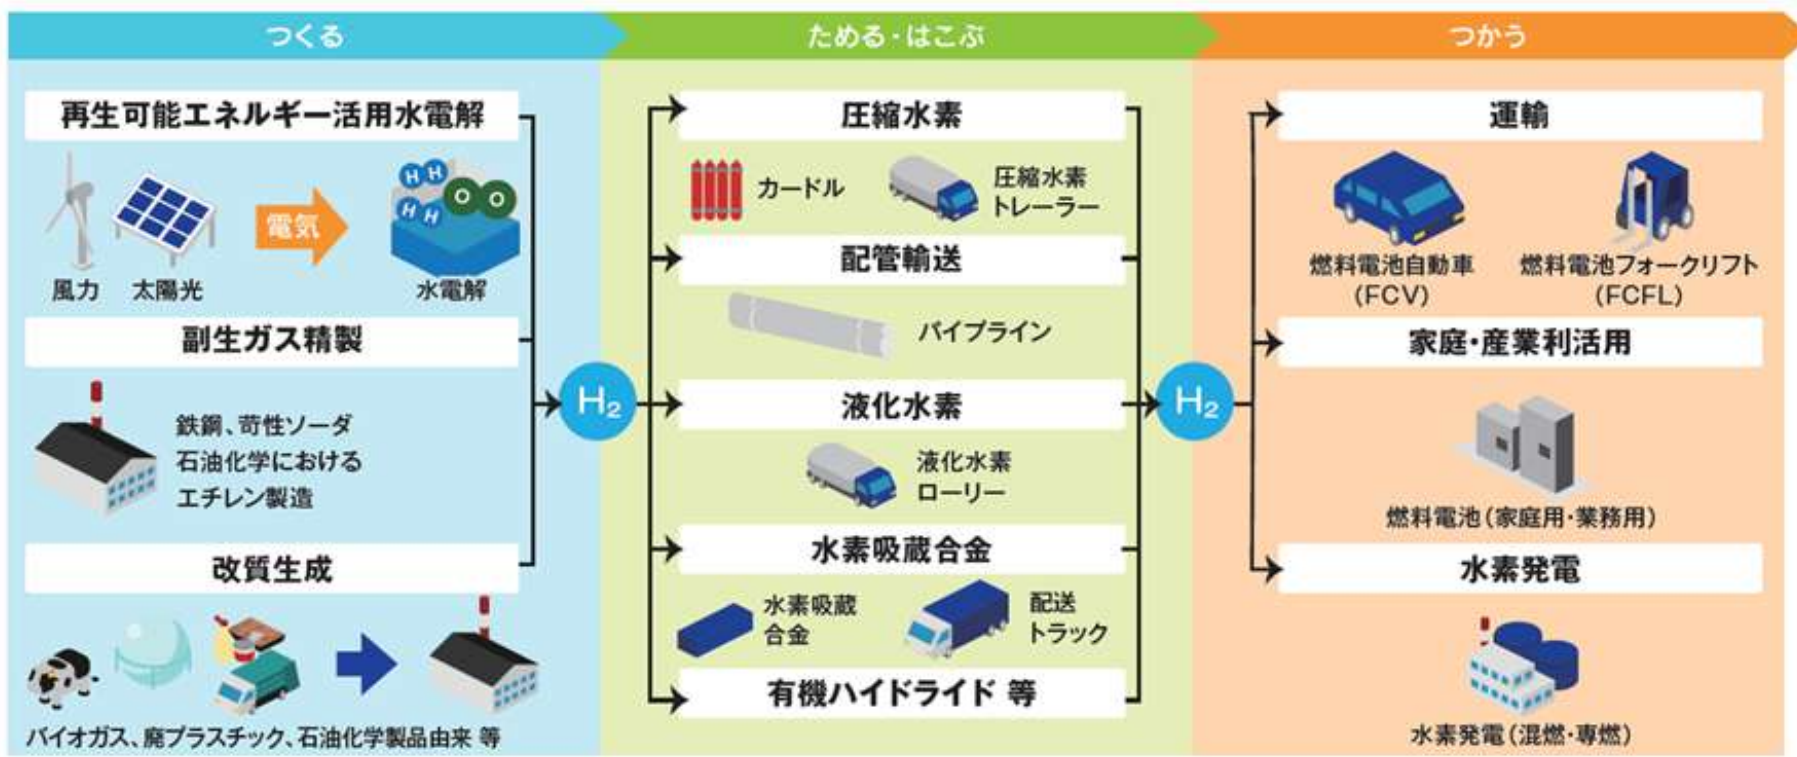 つくる
ためる・はこぶ
つかう
再生可能エネルギー活用水電解
風力
太陽光
電気
H H
O O
H H
水電解
副生ガス精製
鉄鋼、苛性ソーダ
石油化学における
エチレン製造
改質生成
バイオガス、廃プラスチック、石油化学製品由来 等
H₂
圧縮水素
カードル
圧縮水素
トレーラー
配管輸送
パイプライン
液化水素
液化水素
ローリー
水素吸蔵合金
水素吸蔵
合金
配送
トラック
有機ハイドライド 等
H₂
運輸
燃料電池自動車
(FCV)
燃料電池フォークリフト
(FCFL)
家庭・産業利活用
燃料電池(家庭用・業務用)
水素発電
水素発電(混燃・専燃)